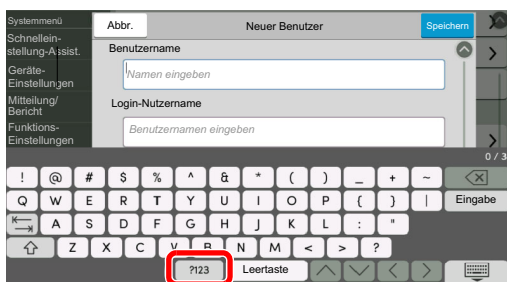 Systemmenü
Abbr.
Neuer Benutzer
Speichern
Schnellein-
stellung-Assist.
Benutzername
Geräte-
Einstellungen
Namen eingeben
Mitteilung/
Bericht
Login-Nutzername
Funktions-
Einstellungen
Benutzernamen eingeben
0 / 3
! @ # $ % ^ & * ( ) _ + ~
Q W E R T Y U I O P { } | Eingabe
A S D F G H J K L : "
Z X C V B N M < > ?
?123 Leertaste